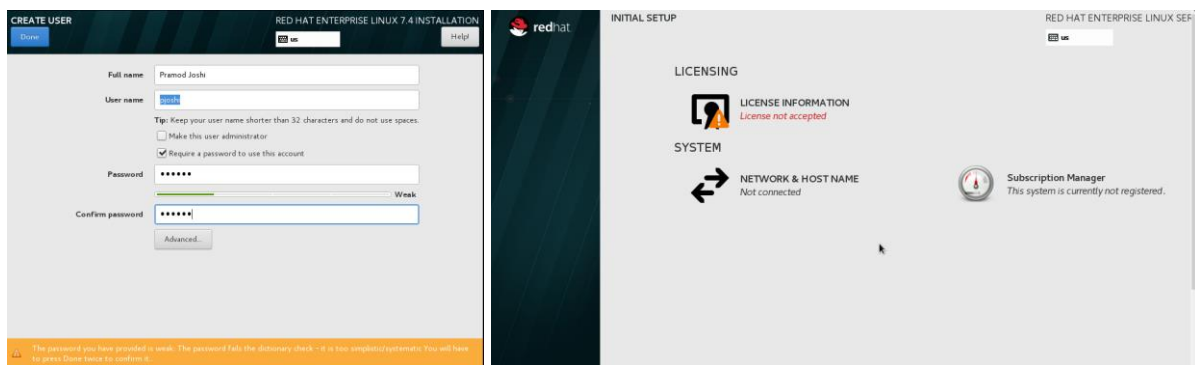 CREATE USER
RED HAT ENTERPRISE LINUX 7.4 INSTALLATION
Done
us
Help!
Full name
Pramod Joshi
User name
pjoshi
Tip: Keep your user name shorter than 32 characters and do not use spaces.
Make this user administrator
Require a password to use this account
Password
••••••
Weak
Confirm password
••••••
Advanced...
The password you have provided is weak. The password fails the dictionary check - it is too simplistic/systematic You will have
to press Done twice to confirm it.
redhat
INITIAL SETUP
RED HAT ENTERPRISE LINUX SER
us
LICENSING
LICENSE INFORMATION
License not accepted
SYSTEM
NETWORK & HOST NAME
Not connected
Subscription Manager
This system is currently not registered.